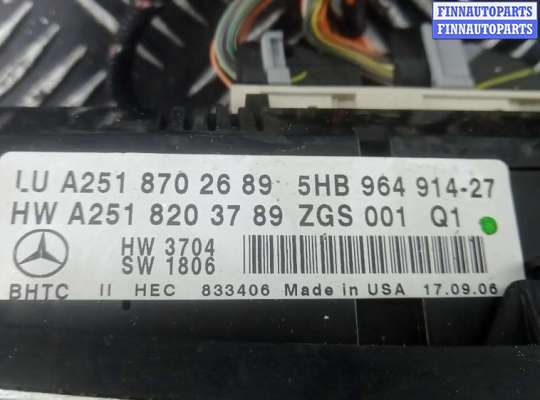 FINNAUTOPARTS
FINNAUTOPARTS
FINNAUTOPARTS
LU A251 870 26 89 5HB 964 914-27
HW A251 820 37 89 ZGS 001 Q1
HW 3704
SW 1806
BHTC II HEC 833406 Made in USA 17.09.06